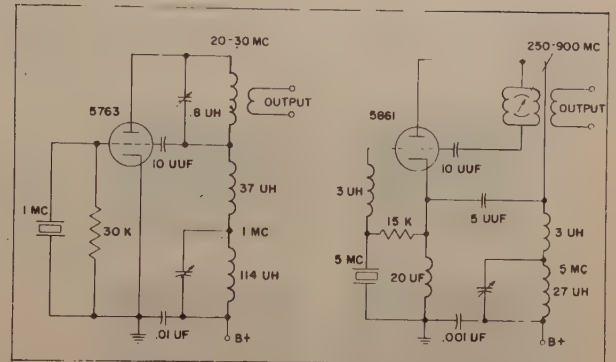 20-30 MC
5763
.8 UH
OUTPUT
10 UUF
37 UH
1 MC
30 K
1 MC
114 UH
.01 UF
B+
250-900 MC
5861
OUTPUT
10 UUF
3 UH
5 UUF
15 K
3 UH
5 MC
20 UF
5 MC
27 UH
.001 UF
B+